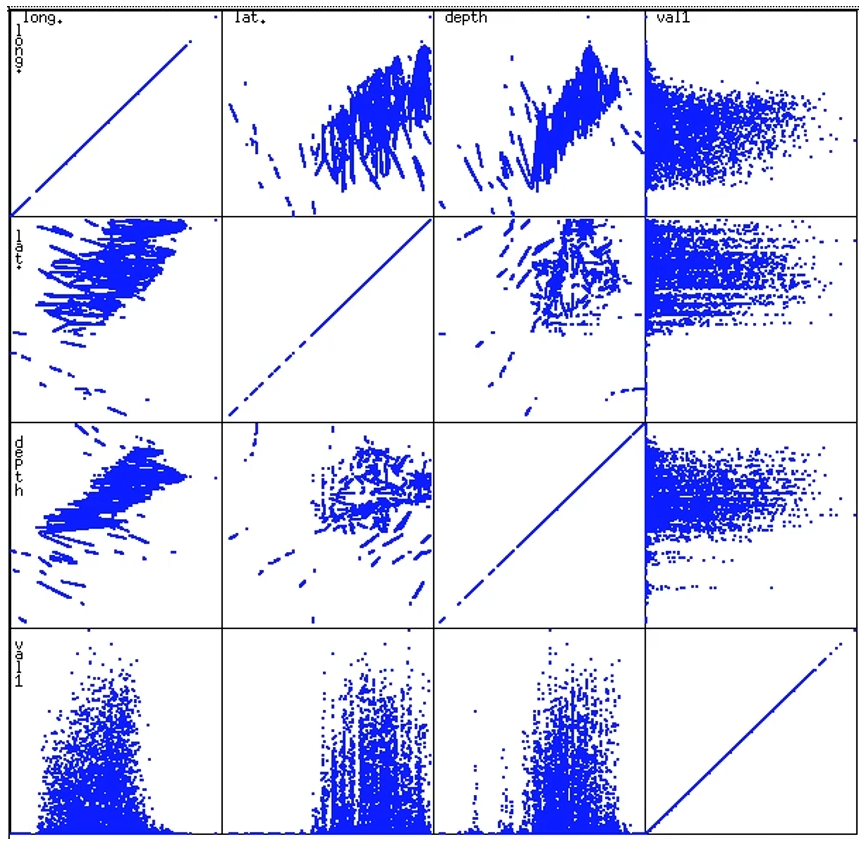 long.
lat.
depth
val1
long.
lat.
depth
val1